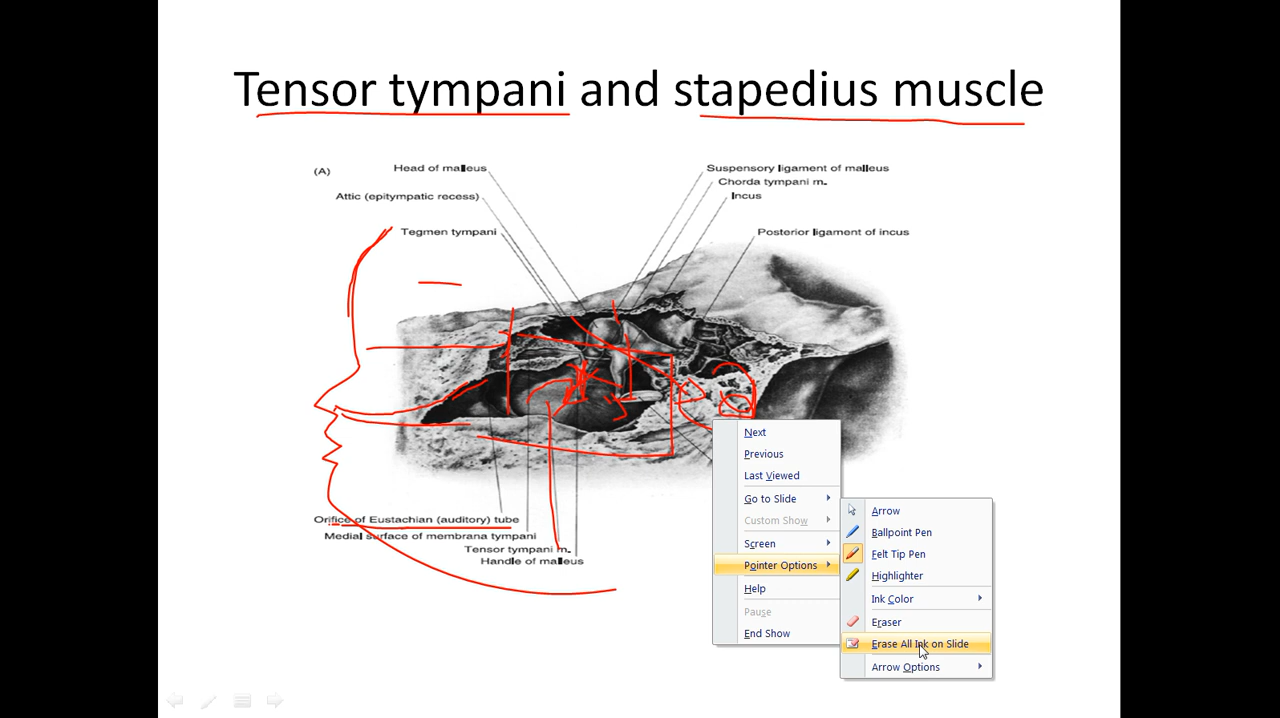 Tensor tympani and stapedius muscle
(A)
Head of malleus
Suspensory ligament of malleus
Chorda tympani m.
Attic (epitympatic recess)
Incus
Tegmen tympani
Posterior ligament of incus
Orifice of Eustachian (auditory) tube
Medial surface of membrana tympani
Tensor tympani m.
Handle of malleus
Next
Previous
Last Viewed
Go to Slide
Custom Show
Screen
Pointer Options
Help
Pause
End Show
Arrow
Ballpoint Pen
Felt Tip Pen
Highlighter
Ink Color
Eraser
Erase All Ink on Slide
Arrow Options